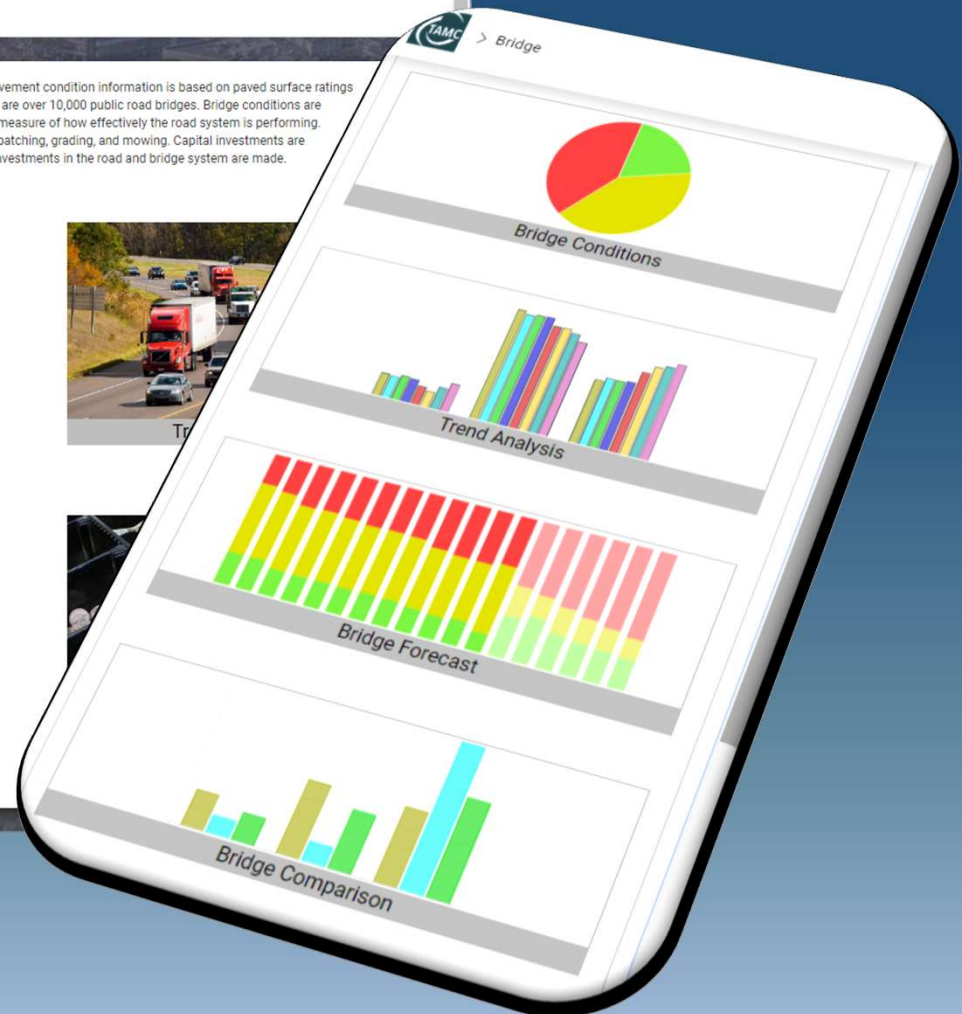 vement condition information is based on paved surface ratings
are over 10,000 public road bridges. Bridge conditions are
measure of how effectively the road system is performing.
patching, grading, and mowing. Capital investments are
nvestments in the road and bridge system are made.
Tr
TAMC
> Bridge
Bridge Conditions
Trend Analysis
Bridge Forecast
Bridge Comparison